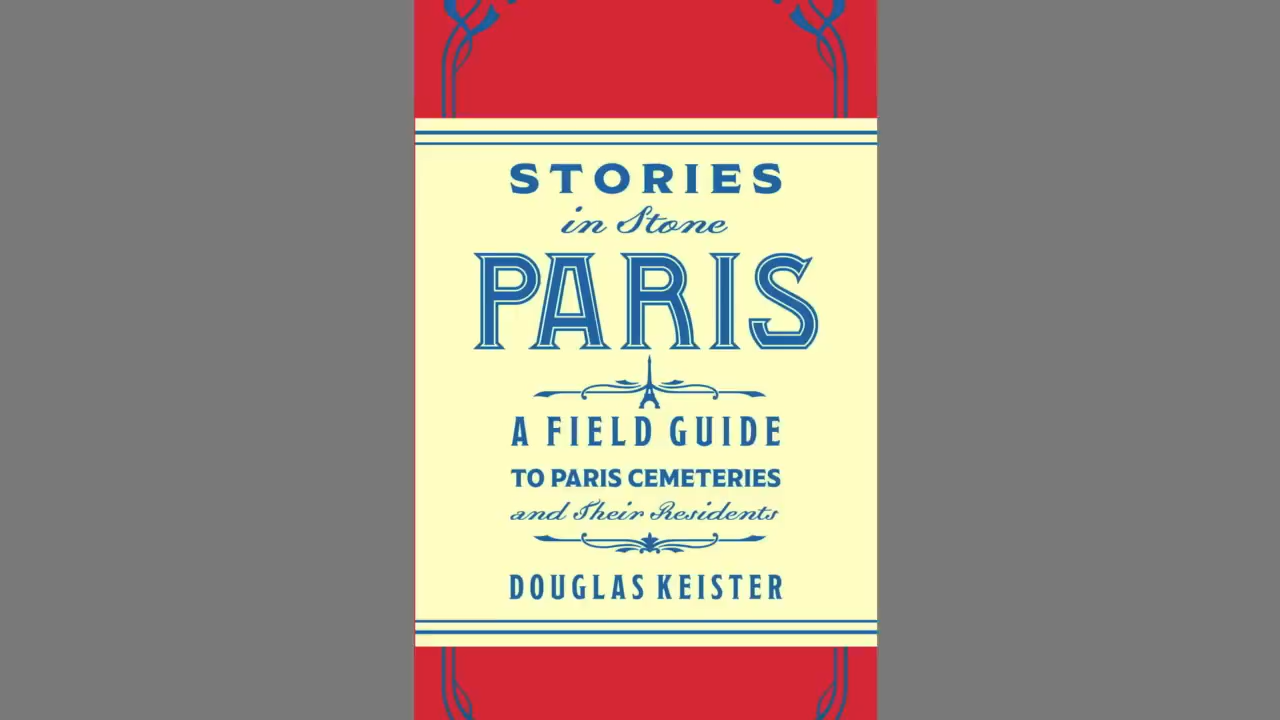 STORIES
in Stone
PARIS
A FIELD GUIDE
TO PARIS CEMETERIES
and Their Residents
DOUGLAS KEISTER